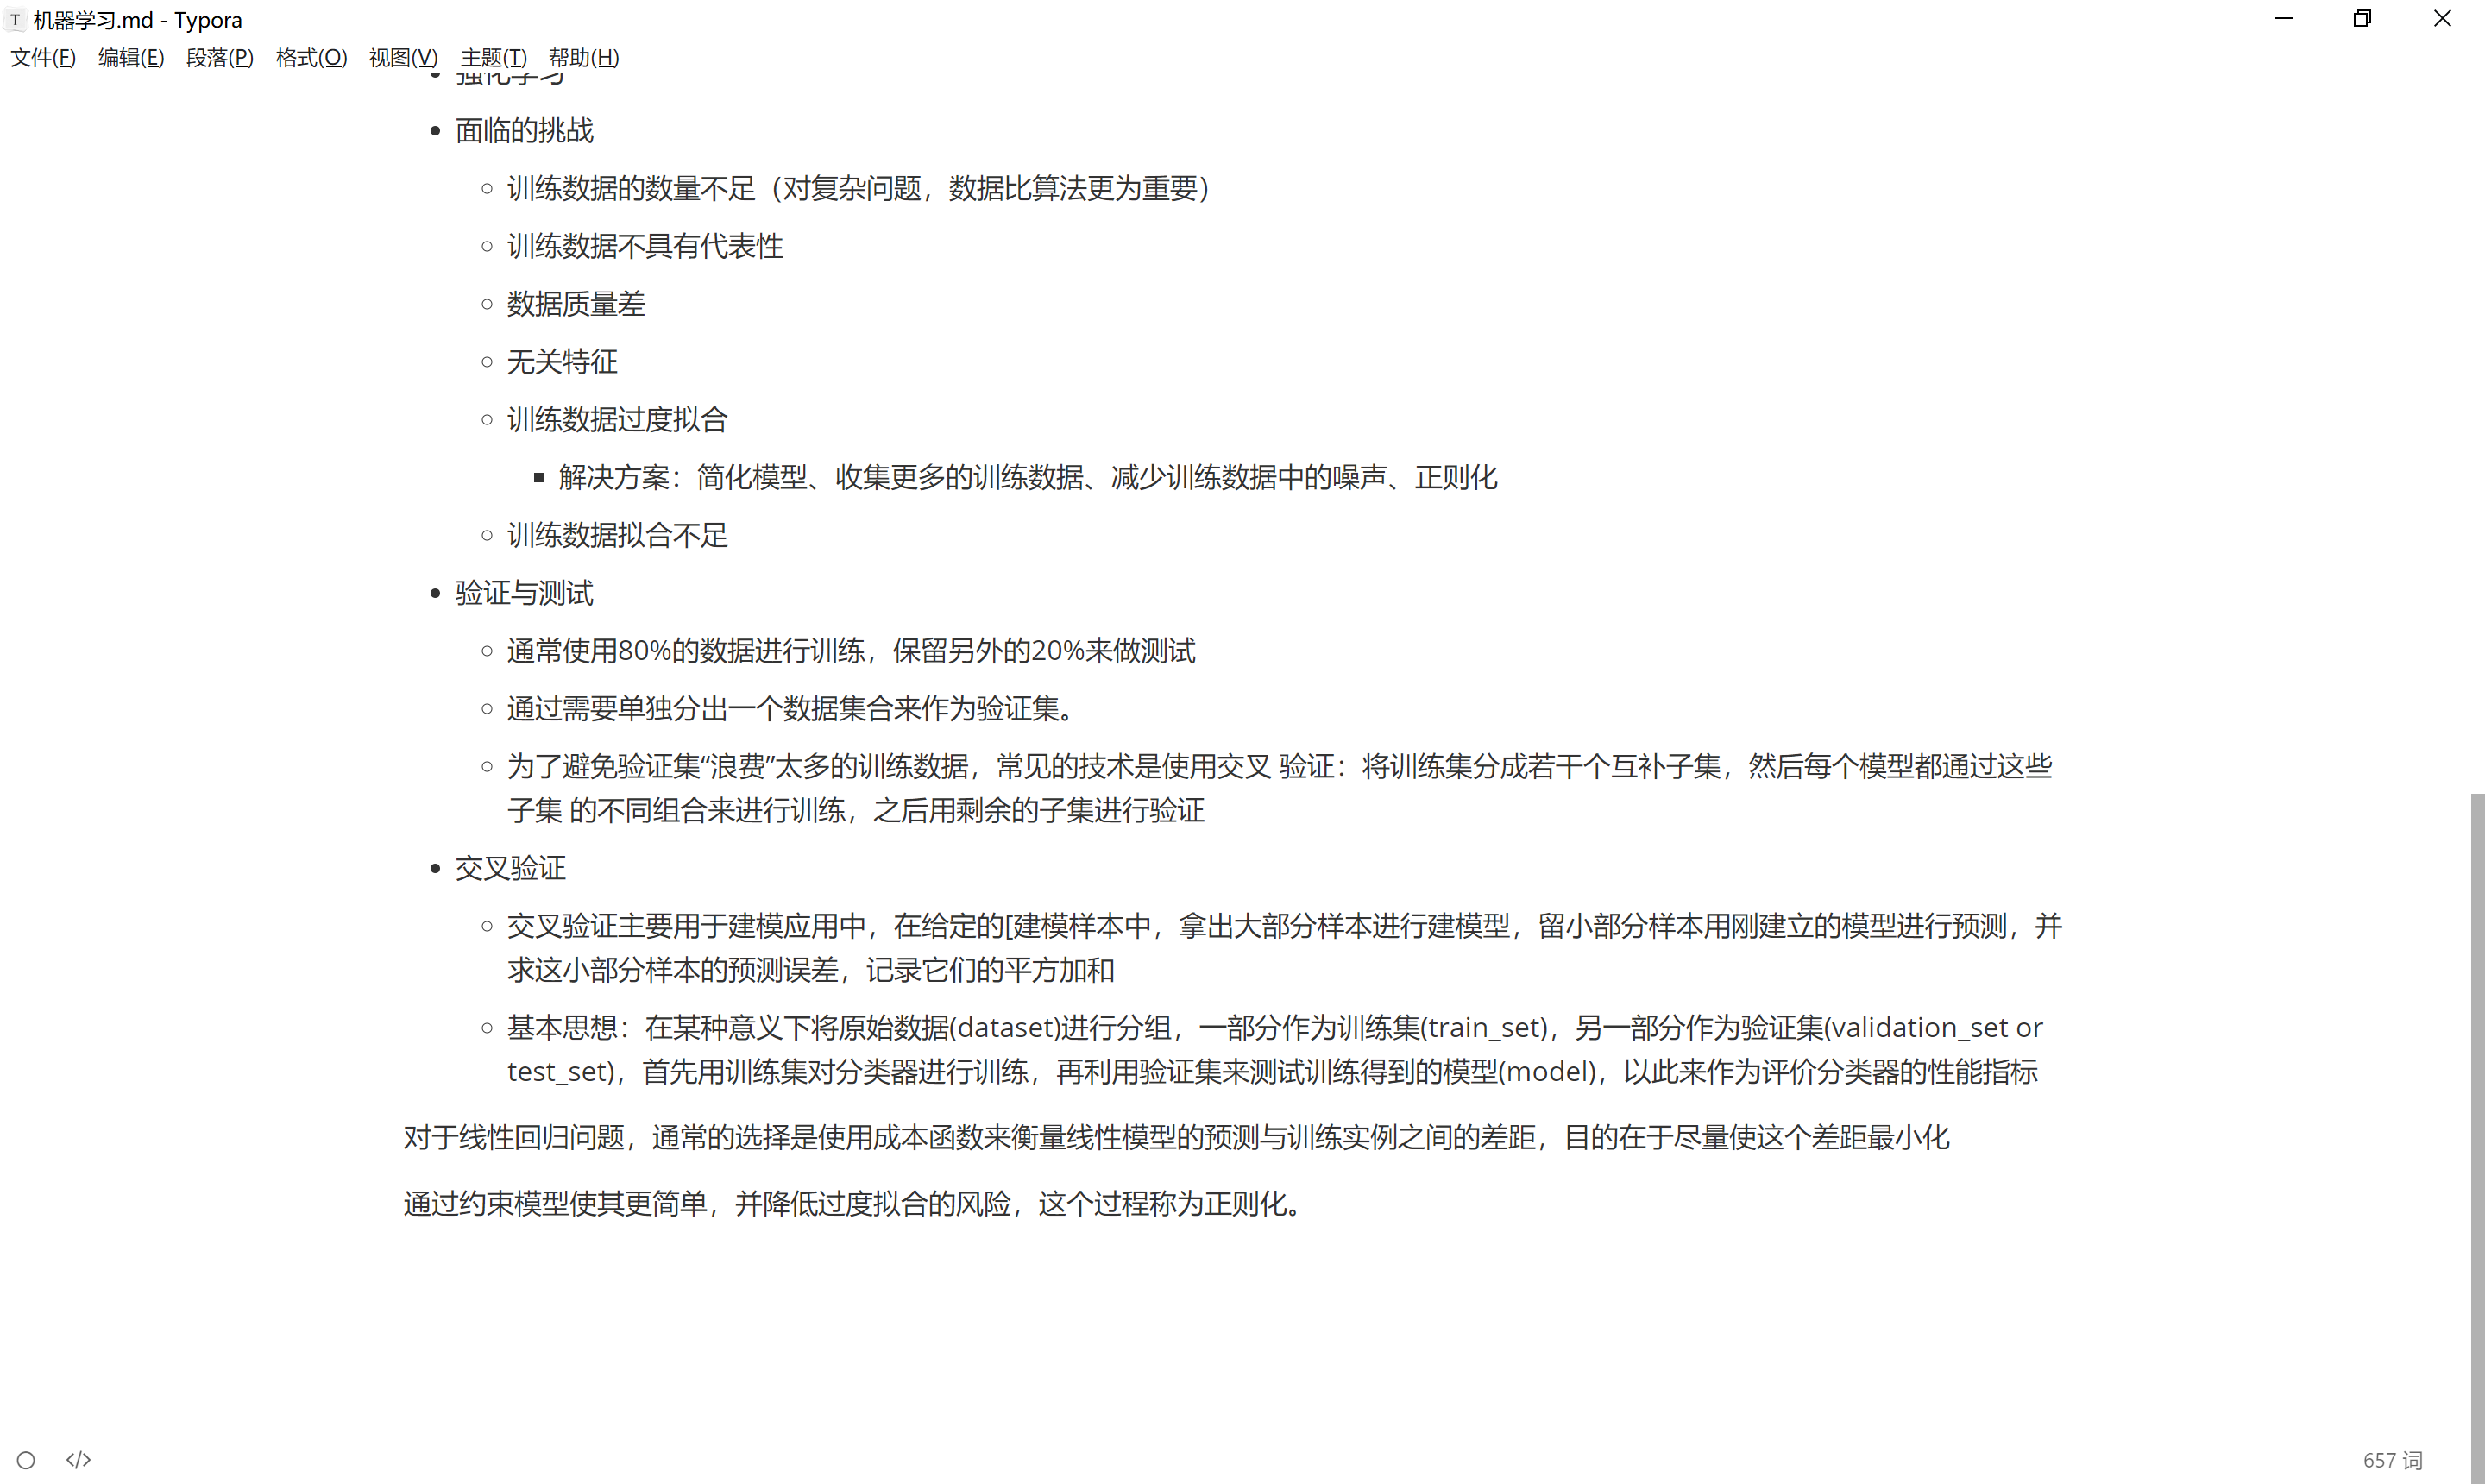 机器学习.md - Typora
文件(F) 编辑(E) 段落(P) 格式(O) 视图(V) 主题(T) 帮助(H)
强化学习
面临的挑战
训练数据的数量不足（对复杂问题，数据比算法更为重要）
训练数据不具有代表性
数据质量差
无关特征
训练数据过度拟合
解决方案：简化模型、收集更多的训练数据、减少训练数据中的噪声、正则化
训练数据拟合不足
验证与测试
通常使用80%的数据进行训练，保留另外的20%来做测试
通过需要单独分出一个数据集合来作为验证集。
为了避免验证集“浪费”太多的训练数据，常见的技术是使用交叉 验证：将训练集分成若干个互补子集，然后每个模型都通过这些
子集 的不同组合来进行训练，之后用剩余的子集进行验证
交叉验证
交叉验证主要用于建模应用中，在给定的[建模样本中，拿出大部分样本进行建模型，留小部分样本用刚建立的模型进行预测，并
求这小部分样本的预测误差，记录它们的平方加和
基本思想：在某种意义下将原始数据(dataset)进行分组，一部分作为训练集(train_set)，另一部分作为验证集(validation_set or
test_set)，首先用训练集对分类器进行训练，再利用验证集来测试训练得到的模型(model)，以此来作为评价分类器的性能指标
对于线性回归问题，通常的选择是使用成本函数来衡量线性模型的预测与训练实例之间的差距，目的在于尽量使这个差距最小化
通过约束模型使其更简单，并降低过度拟合的风险，这个过程称为正则化。
657 词